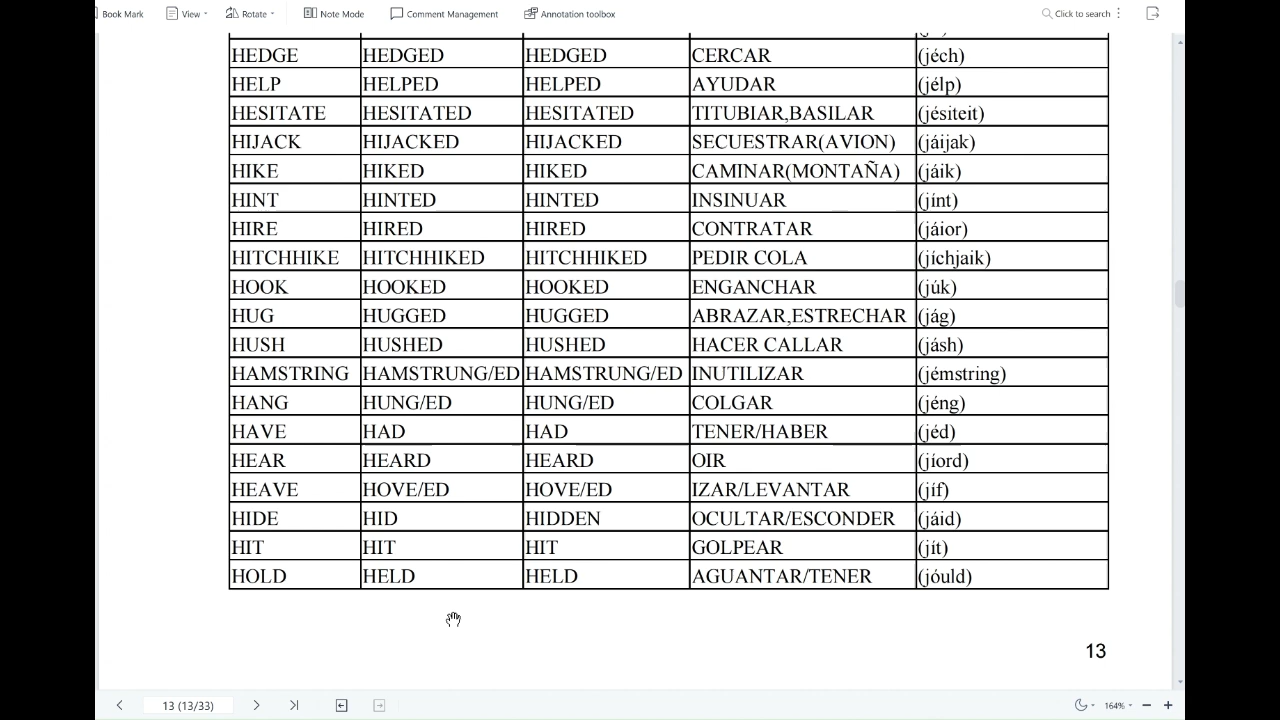 Book Mark View Rotate Note Mode Comment Management Annotation toolbox Click to search
HEDGE HEDGED HEDGED CERCAR (jéch)
HELP HELPED HELPED AYUDAR (jélp)
HESITATE HESITATED HESITATED TITUBIAR,BASILAR (jésiteit)
HIJACK HIJACKED HIJACKED SECUESTRAR(AVION) (jáijak)
HIKE HIKED HIKED CAMINAR(MONTAÑA) (jáik)
HINT HINTED HINTED INSINUAR (jínt)
HIRE HIRED HIRED CONTRATAR (jáior)
HITCHHIKE HITCHHIKED HITCHHIKED PEDIR COLA (jíchjaik)
HOOK HOOKED HOOKED ENGANCHAR (júk)
HUG HUGGED HUGGED ABRAZAR,ESTRECHAR (jág)
HUSH HUSHED HUSHED HACER CALLAR (jásh)
HAMSTRING HAMSTRUNG/ED HAMSTRUNG/ED INUTILIZAR (jémstring)
HANG HUNG/ED HUNG/ED COLGAR (jéng)
HAVE HAD HAD TENER/HABER (jéd)
HEAR HEARD HEARD OIR (jíord)
HEAVE HOVE/ED HOVE/ED IZAR/LEVANTAR (jíf)
HIDE HID HIDDEN OCULTAR/ESCONDER (jáid)
HIT HIT HIT GOLPEAR (jít)
HOLD HELD HELD AGUANTAR/TENER (jóuld)
13
13 (13/33) 164%